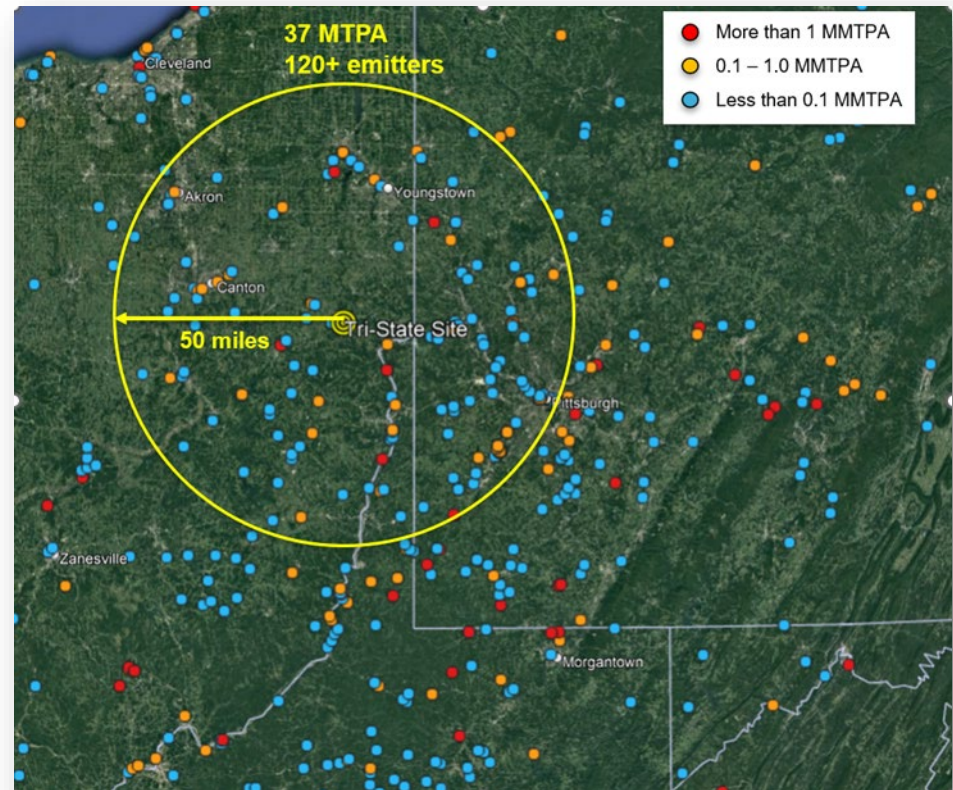 37 MTPA
120+ emitters
More than 1 MMTPA
0.1 – 1.0 MMTPA
Less than 0.1 MMTPA
Cleveland
Akron
Youngstown
Canton
Tri-State Site
50 miles
Pittsburgh
Zanesville
Morgantown